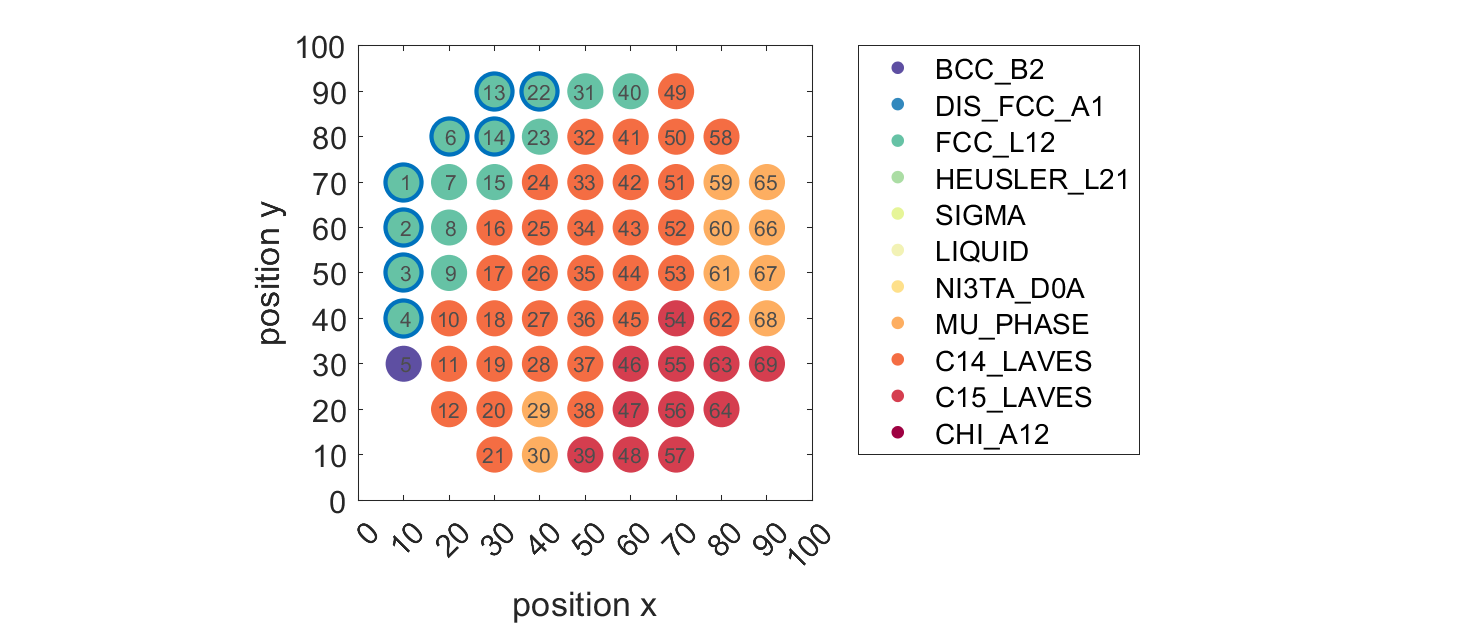 100
90
80
70
60
50
40
30
20
10
0
position y
13 22 31 40 49
6 14 23 32 41 50 58
1 7 15 24 33 42 51 59 65
2 8 16 25 34 43 52 60 66
3 9 17 26 35 44 53 61 67
4 10 18 27 36 45 54 62 68
5 11 19 28 37 46 55 63 69
12 20 29 38 47 56 64
21 30 39 48 57
0 10 20 30 40 50 60 70 80 90 100
position x
BCC_B2
DIS_FCC_A1
FCC_L12
HEUSLER_L21
SIGMA
LIQUID
NI3TA_D0A
MU_PHASE
C14_LAVES
C15_LAVES
CHI_A12